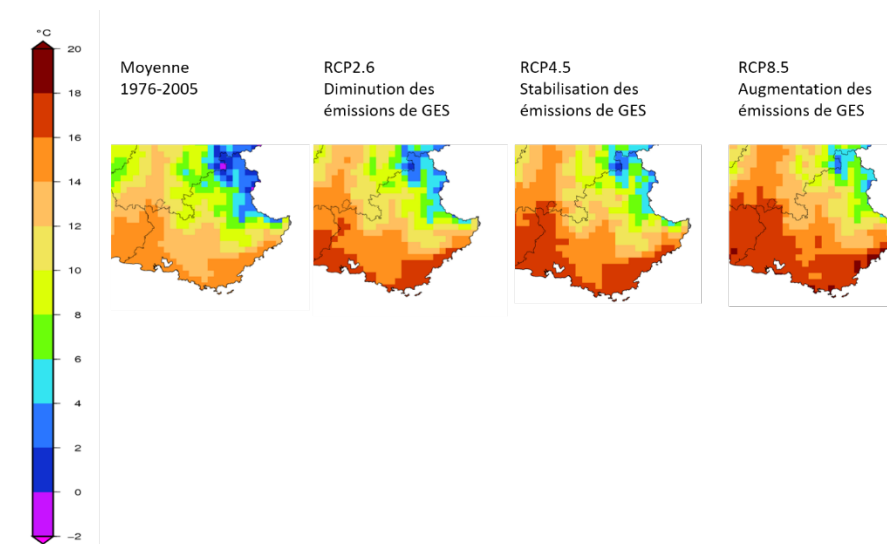 °C
20
18
16
14
12
10
8
6
4
2
0
-2
Moyenne
1976-2005
RCP2.6
Diminution des
émissions de GES
RCP4.5
Stabilisation des
émissions de GES
RCP8.5
Augmentation des
émissions de GES